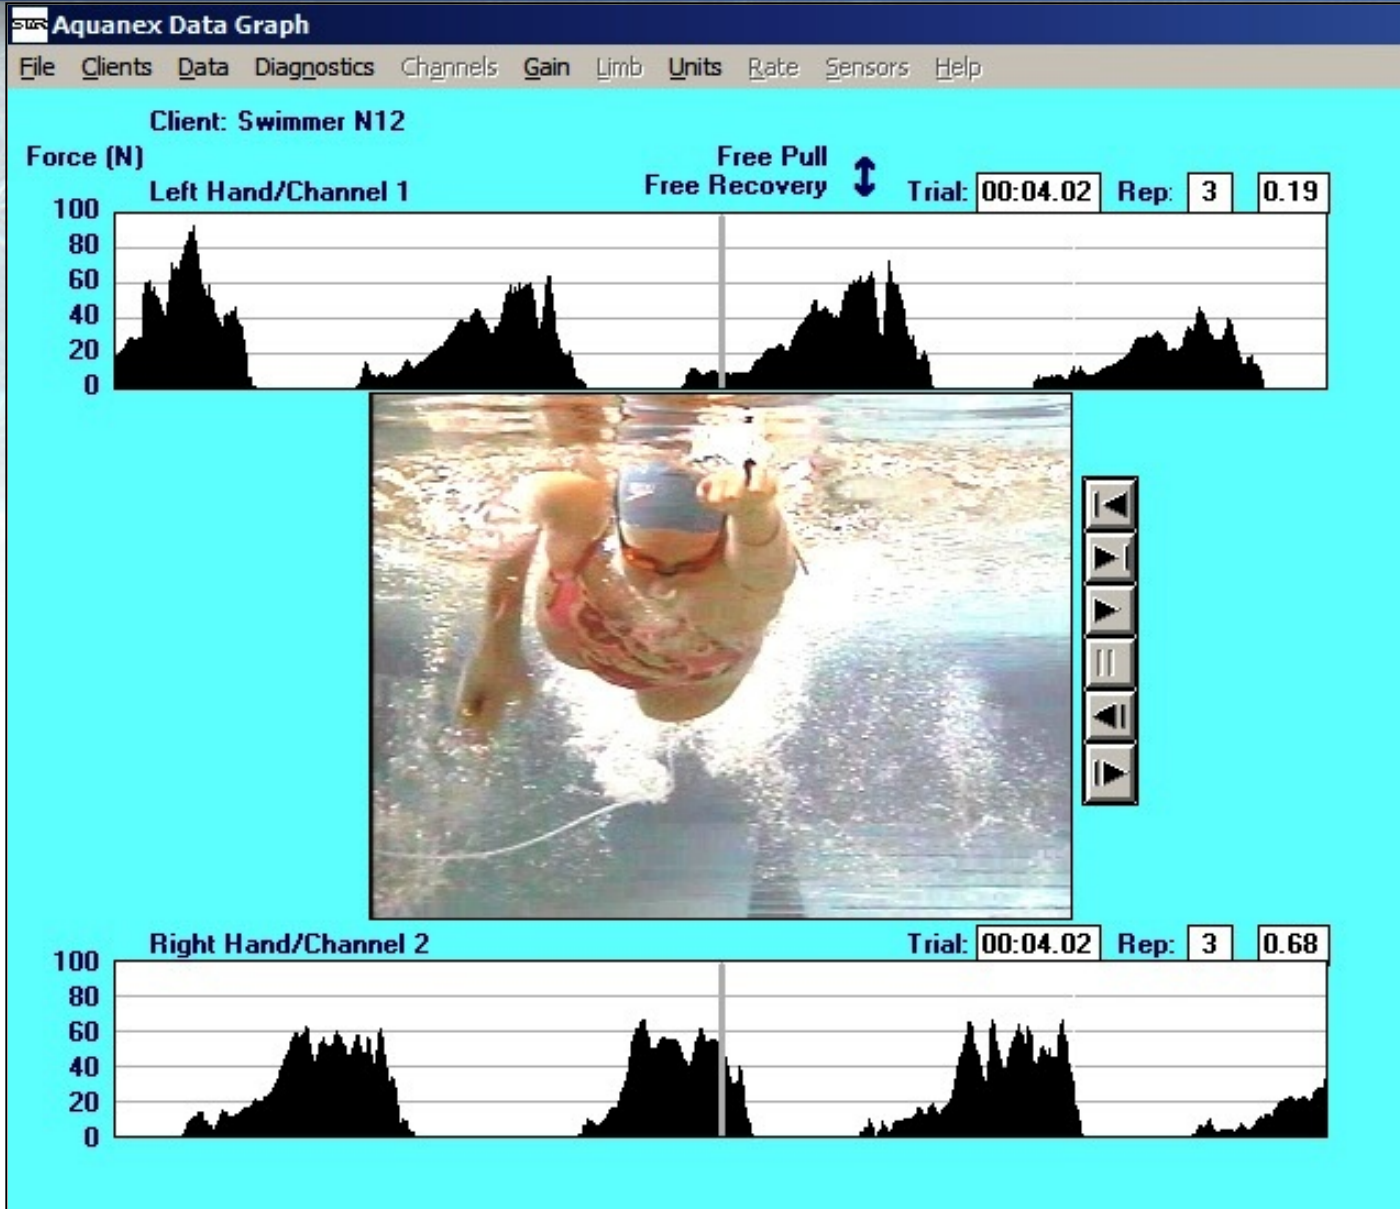 STAR Aquanex Data Graph
File Clients Data Diagnostics Channels Gain Limb Units Rate Sensors Help
Client: Swimmer N12
Force (N)
Free Pull
Free Recovery
Left Hand/Channel 1
Trial: 00:04.02 Rep: 3 0.19
100
80
60
40
20
0
Right Hand/Channel 2
Trial: 00:04.02 Rep: 3 0.68
100
80
60
40
20
0